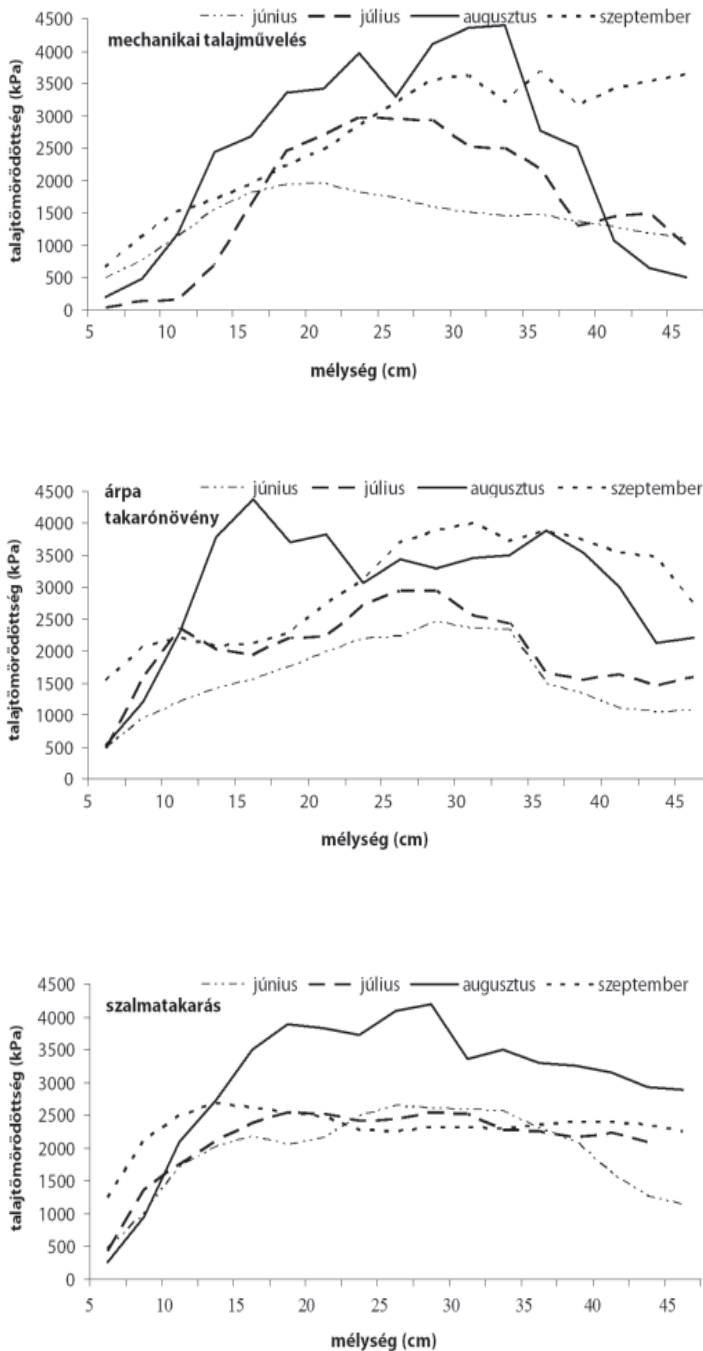 június július augusztus szeptember
mechanikai talajművelés
talajtömörödöttség (kPa)
4500
4000
3500
3000
2500
2000
1500
1000
500
0
5 10 15 20 25 30 35 40 45
mélység (cm)
június július augusztus szeptember
árpa
takarónövény
talajtömörödöttség (kPa)
4500
4000
3500
3000
2500
2000
1500
1000
500
0
5 10 15 20 25 30 35 40 45
mélység (cm)
június július augusztus szeptember
szalmatakarás
talajtömörödöttség (kPa)
4500
4000
3500
3000
2500
2000
1500
1000
500
0
5 10 15 20 25 30 35 40 45
mélység (cm)